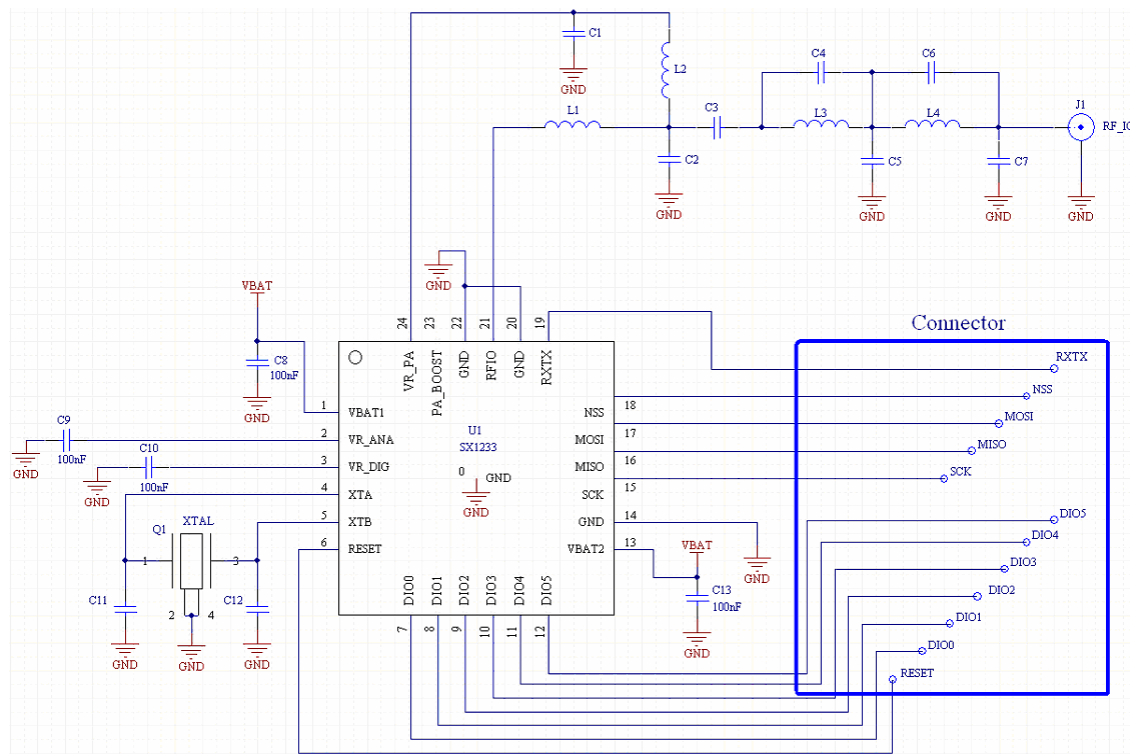 C1
GND
L2
C4
C6
L1
C3
L3
L4
J1
RF_IO
C2
C5
C7
GND
GND
GND
GND
GND
VBAT
24
23
22
21
20
19
VR_PA
PA_BOOST
GND
RFIO
GND
RXTX
Connector
RXTX
C8
100nF
GND
1
VBAT1
NSS
18
NSS
C9
100nF
GND
2
VR_ANA
U1
SX1233
MOSI
17
MOSI
C10
100nF
GND
3
VR_DIG
0
GND
GND
MISO
16
MISO
4
XTA
SCK
15
SCK
Q1
XTAL
5
XTB
GND
14
GND
DIO5
1
3
6
RESET
VBAT2
13
VBAT
DIO4
DIO3
C11
2
4
C12
C13
100nF
GND
DIO2
GND
GND
GND
DIO0
DIO1
DIO2
DIO3
DIO4
DIO5
7
8
9
10
11
12
DIO1
DIO0
RESET